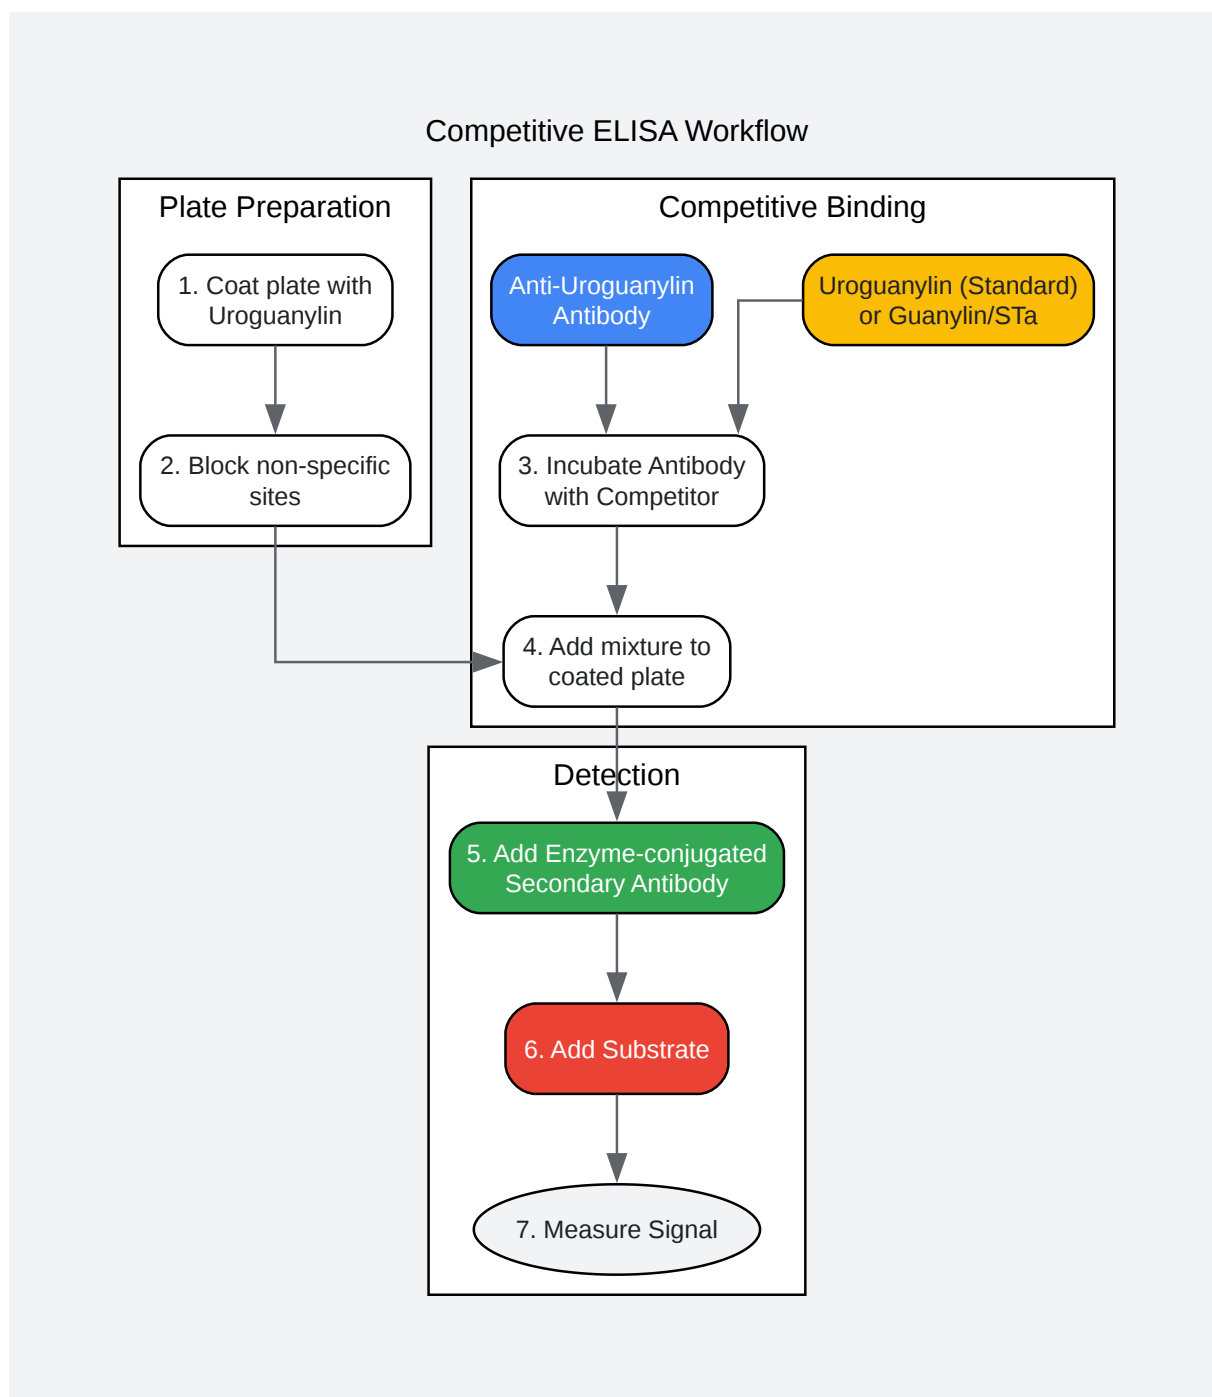 Competitive ELISA Workflow
Plate Preparation
1. Coat plate with
Uroguanylin
2. Block non-specific
sites
Competitive Binding
Anti-Uroguanylin
Antibody
Uroguanylin (Standard)
or Guanylin/STa
3. Incubate Antibody
with Competitor
4. Add mixture to
coated plate
Detection
5. Add Enzyme-conjugated
Secondary Antibody
6. Add Substrate
7. Measure Signal